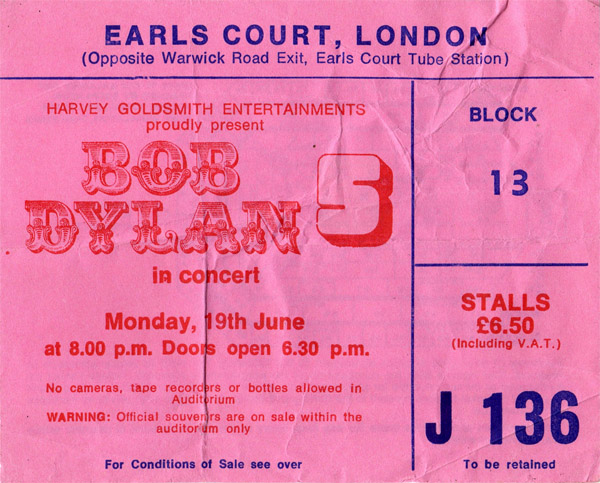 EARLS COURT, LONDON
(Opposite Warwick Road Exit, Earls Court Tube Station)
HARVEY GOLDSMITH ENTERTAINMENTS
proudly present
BOB
DYLAN
5
in concert
Monday, 19th June
at 8.00 p.m. Doors open 6.30 p.m.
No cameras, tape recorders or bottles allowed in
Auditorium
WARNING: Official souvenirs are on sale within the
auditorium only
For Conditions of Sale see over
BLOCK
13
STALLS
£6.50
(Including V.A.T.)
J 136
To be retained